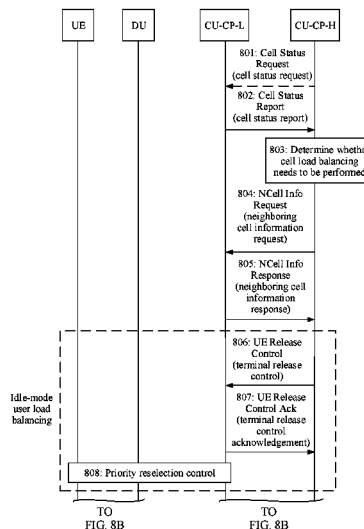 UE
DU
CU-CP-L
CU-CP-H
801: Cell Status
Request
(cell status request)
802: Cell Status
Report
(cell status report)
803: Determine whethe
cell load balancing
needs to be performed
804: NCell Info
Request
(neighboring
cell information
request)
805: NCell Info
Response
(neighboring cell
information
response)
Idle-mode
user load
balancing
806: UE Release
Control
(terminal release
control)
807: UE Release
Control Ack
(terminal release
control
acknowledgement)
808: Priority reselection control
TO
FIG. 8B
TO
FIG. 8B